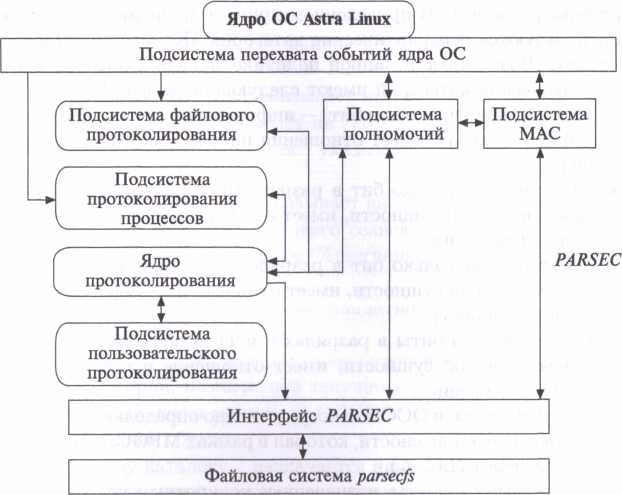 Ядро ОС Astra Linux
Подсистема перехвата событий ядра ОС
Подсистема файлового
протоколирования
Подсистема
полномочий
Подсистема
МАС
Подсистема
протоколирования
процессов
Ядро
протоколирования
PARSEC
Подсистема
пользовательского
протоколирования
Интерфейс PARSEC
Файловая система parsecfs